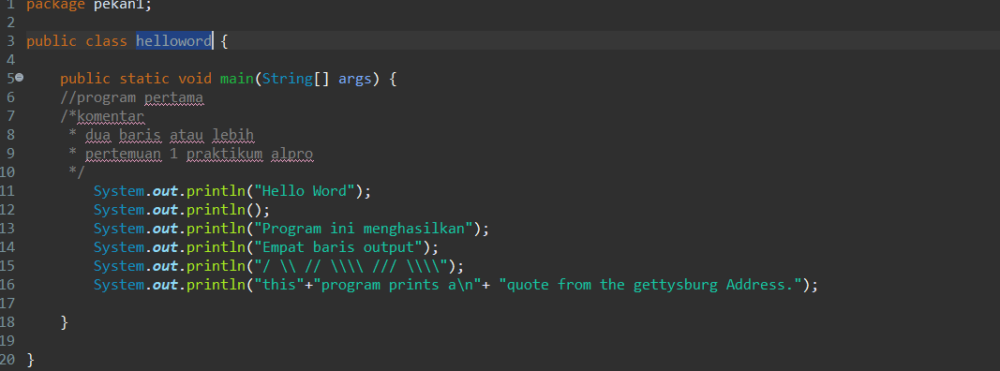 1 package pekan1;
2
3 public class helloword {
4
5 public static void main(String[] args) {
6 //program pertama
7 /*komentar
8 * dua baris atau lebih
9 * pertemuan 1 praktikum alpro
10 */
11 System.out.println("Hello Word");
12 System.out.println();
13 System.out.println("Program ini menghasilkan");
14 System.out.println("Empat baris output");
15 System.out.println("/ \\ // \\\\ /// \\\\");
16 System.out.println("this"+"program prints a\n"+ "quote from the gettysburg Address.");
17
18 }
19
20 }